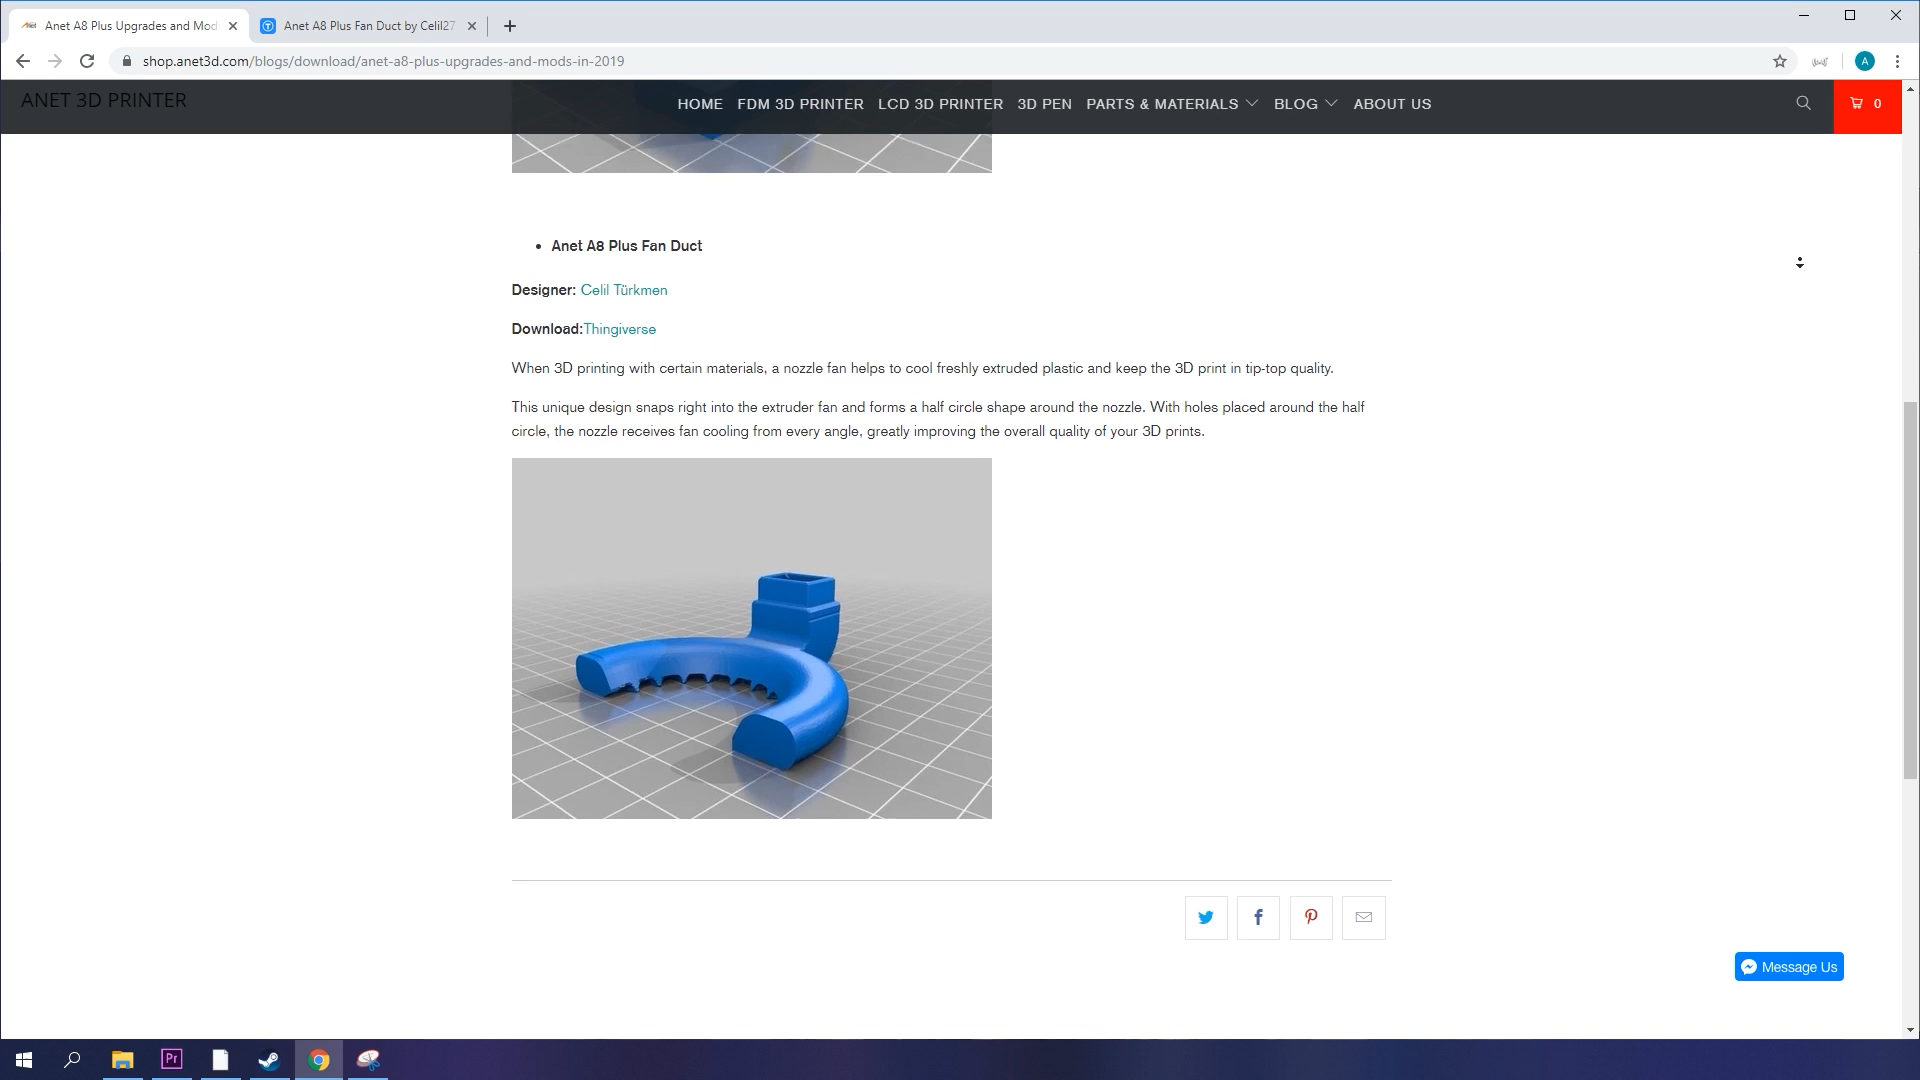 Anet A8 Plus Upgrades and Mod
Anet A8 Plus Fan Duct by Celil27
shop.anet3d.com/blogs/download/anet-a8-plus-upgrades-and-mods-in-2019
A
ANET 3D PRINTER
HOME FDM 3D PRINTER LCD 3D PRINTER 3D PEN PARTS & MATERIALS BLOG ABOUT US
0
• Anet A8 Plus Fan Duct
Designer: Celil Türkmen
Download:Thingiverse
When 3D printing with certain materials, a nozzle fan helps to cool freshly extruded plastic and keep the 3D print in tip-top quality.
This unique design snaps right into the extruder fan and forms a half circle shape around the nozzle. With holes placed around the half
circle, the nozzle receives fan cooling from every angle, greatly improving the overall quality of your 3D prints.
Message Us
Pr